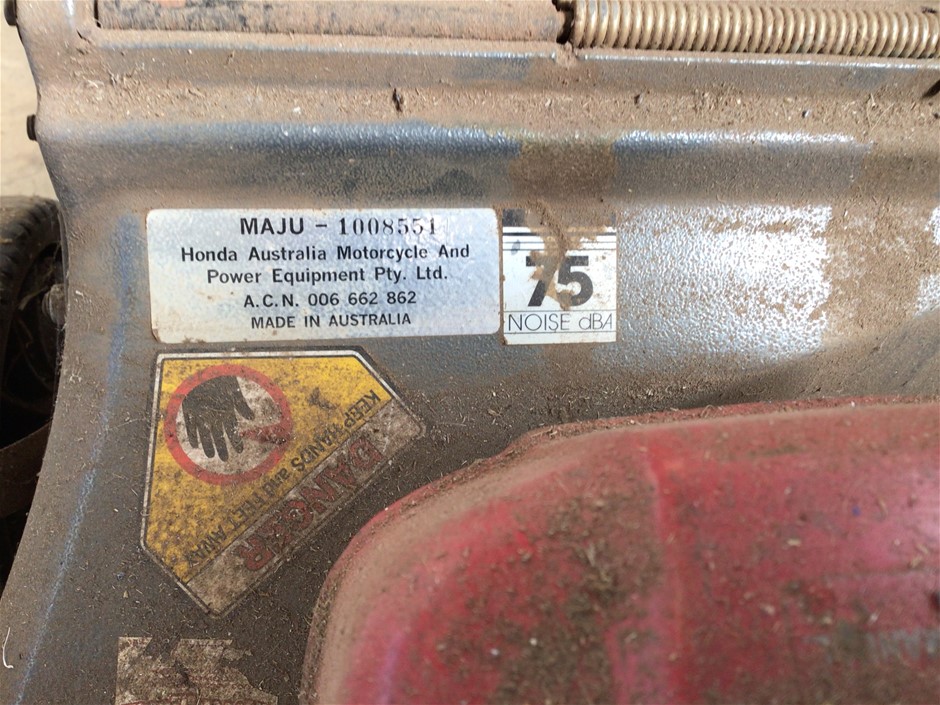 MAJU - 1008551
Honda Australia Motorcycle And
Power Equipment Pty. Ltd.
A.C.N. 006 662 862
MADE IN AUSTRALIA
75
NOISE dBA
DANGER
KEEP HANDS and FEET AWAY